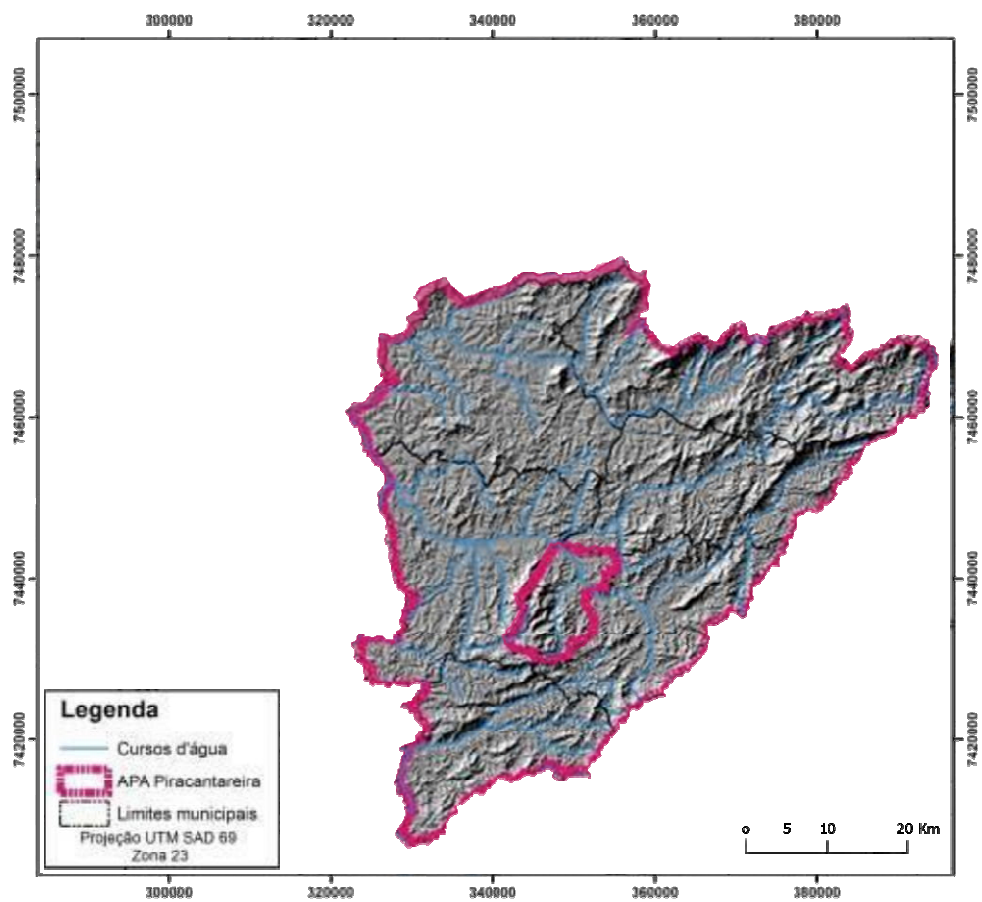 300000 320000 340000 360000 380000
7500000 7500000
7480000 7480000
7460000 7460000
7440000 7440000
7420000 7420000
Legenda
Cursos d'água
APA Piracantareira
Limites municipais
Projeção UTM SAD 69
Zona 23
0 5 10 20 Km
300000 320000 340000 360000 380000